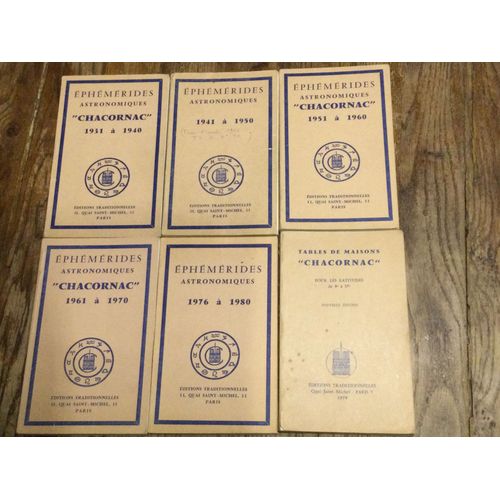 ÉPHÉMÉRIDES
ASTRONOMIQUES
"CHACORNAC"
1931 à 1940
ÉDITIONS TRADITIONNELLES
11, QUAI SAINT-MICHEL, 11
PARIS
ÉPHÉMÉRIDES
ASTRONOMIQUES
1941 à 1950
ÉDITIONS TRADITIONNELLES
11, QUAI SAINT-MICHEL, 11
PARIS
ÉPHÉMÉRIDES
ASTRONOMIQUES
"CHACORNAC"
1951 à 1960
ÉDITIONS TRADITIONNELLES
11, QUAI SAINT-MICHEL, 11
PARIS
ÉPHÉMÉRIDES
ASTRONOMIQUES
"CHACORNAC"
1961 à 1970
ÉDITIONS TRADITIONNELLES
11, QUAI SAINT-MICHEL, 11
PARIS
ÉPHÉMÉRIDES
ASTRONOMIQUES
1976 à 1980
ÉDITIONS TRADITIONNELLES
11, QUAI SAINT-MICHEL, 11
PARIS
TABLES DE MAISONS
"CHACORNAC"
POUR LES LATITUDES
NOUVELLE ÉDITION
ÉDITIONS TRADITIONNELLES
Quai Saint-Michel - PARIS V
1979